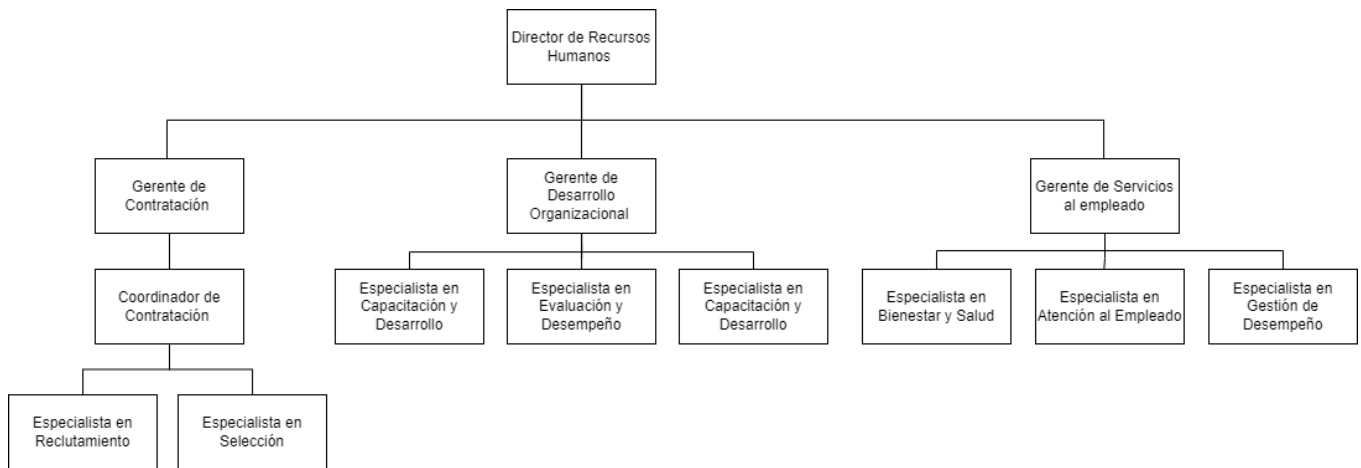 Director de Recursos
Humanos
Gerente de
Contratación
Gerente de
Desarrollo
Organizacional
Gerente de Servicios
al empleado
Coordinador de
Contratación
Especialista en
Capacitación y
Desarrollo
Especialista en
Evaluación y
Desempeño
Especialista en
Capacitación y
Desarrollo
Especialista en
Bienestar y Salud
Especialista en
Atención al Empleado
Especialista en
Gestión de
Desempeño
Especialista en
Reclutamiento
Especialista en
Selección